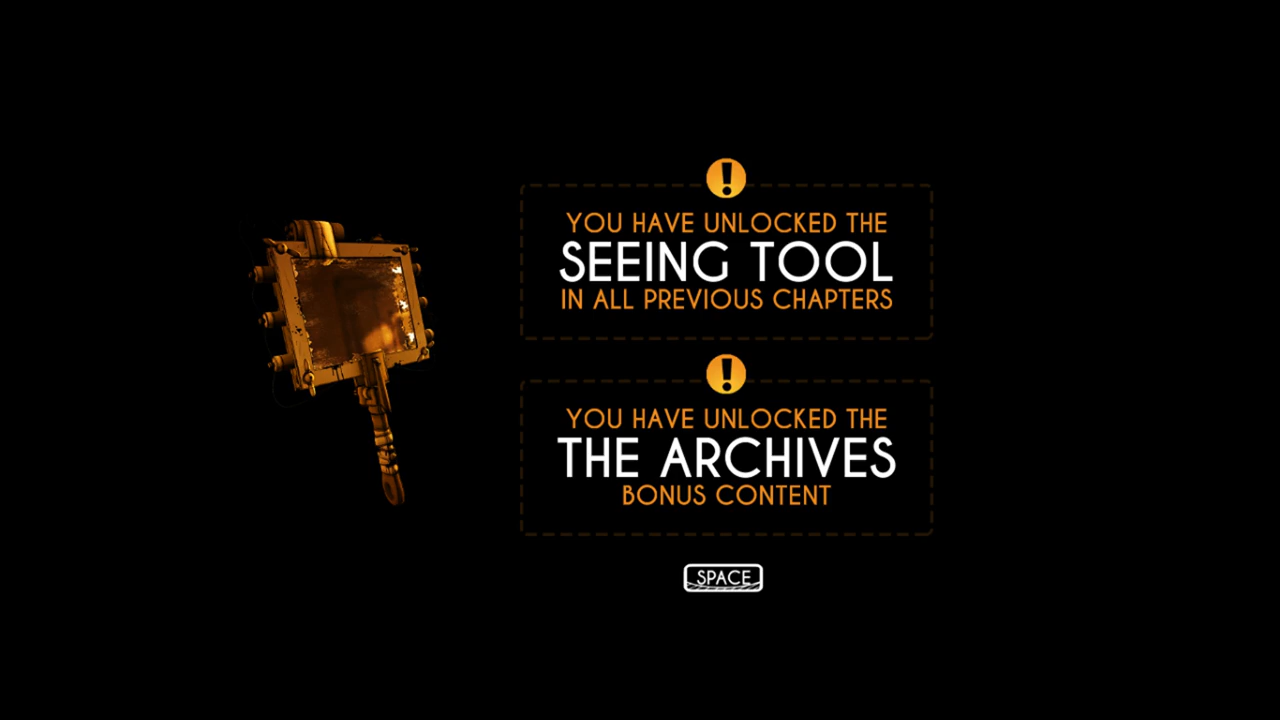 !
YOU HAVE UNLOCKED THE
SEEING TOOL
IN ALL PREVIOUS CHAPTERS
!
YOU HAVE UNLOCKED THE
THE ARCHIVES
BONUS CONTENT
SPACE